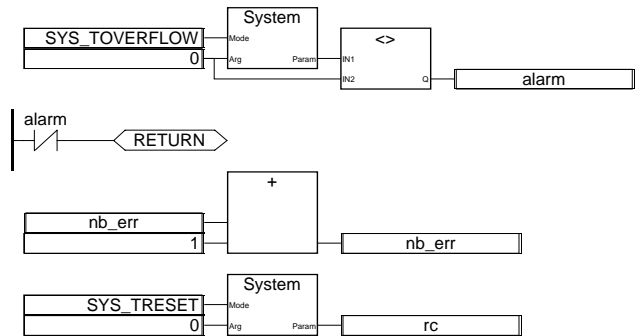 System
SYS_TOVERFLOW Mode <>
0 Arg Param IN1
IN2 Q alarm
alarm
RETURN
+
nb_err
1 nb_err
System
SYS_TRESET Mode
0 Arg Param rc